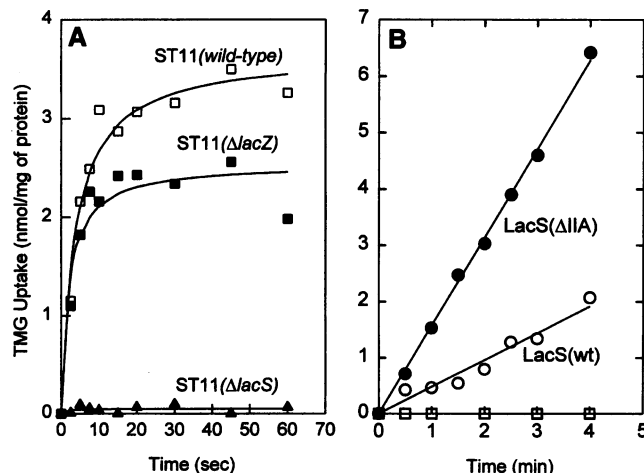 A
ST11(wild-type)
ST11(ΔlacZ)
ST11(ΔlacS)
TMG Uptake (nmol/mg of protein)
4
3
2
1
0
0 10 20 30 40 50 60 70
Time (sec)
B
LacS(ΔIIA)
LacS(wt)
7
6
5
4
3
2
1
0
0 1 2 3 4 5
Time (min)